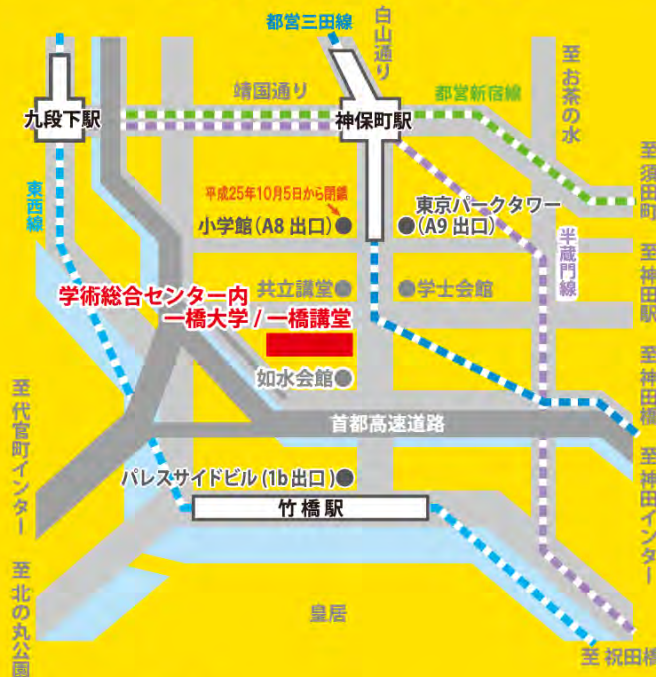 都営三田線
白山通り
至 お茶の水
靖国通り
都営新宿線
九段下駅
神保町駅
至 須田町
東西線
平成25年10月5日から閉鎖
小学館(A8 出口)
東京パークタワー
(A9 出口)
半蔵門線
至 神田駅
学術総合センター内
一橋大学 / 一橋講堂
共立講堂
学士会館
至 神田橋
如水会館
至 代官町インター
首都高速道路
至 神田インター
パレスサイドビル (1b 出口 )
竹橋駅
至 北の丸公園
皇居
至 祝田橋